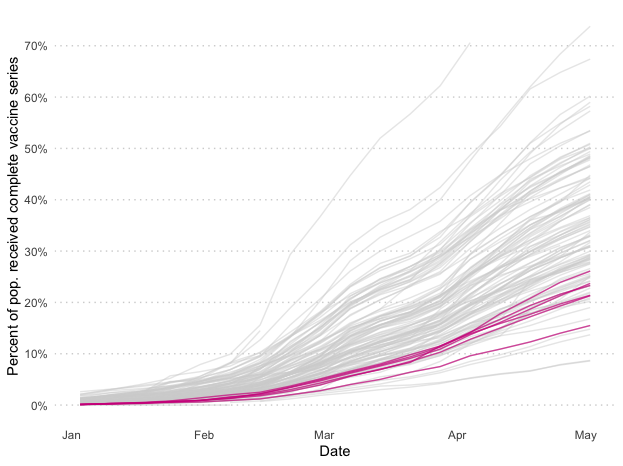 Percent of pop. received complete vaccine series
70%
60%
50%
40%
30%
20%
10%
0%
Jan Feb Mar Apr May
Date